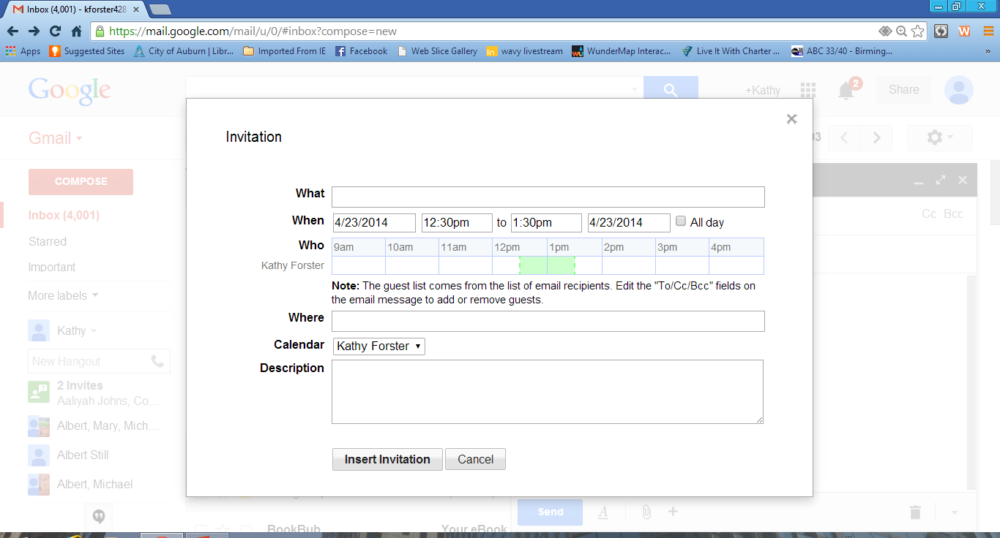 Inbox (4,001) - kforster428
https://mail.google.com/mail/u/0/#inbox?compose=new
Apps Suggested Sites City of Auburn | Libr... Imported From IE Facebook Web Slice Gallery wavy livestream WunderMap Interac... Live It With Charter ... ABC 33/40 - Birming... »
Google +Kathy 2 Share
Gmail
Invitation
COMPOSE
Inbox (4,001)
Starred
Important
More labels
Kathy
New Hangout
2 Invites
Aaliyah Johns, Co...
Albert, Mary, Mich...
Albert Still
Albert, Michael
What
When 4/23/2014 12:30pm to 1:30pm 4/23/2014 All day
Who 9am 10am 11am 12pm 1pm 2pm 3pm 4pm
Kathy Forster
Note: The guest list comes from the list of email recipients. Edit the "To/Cc/Bcc" fields on
the email message to add or remove guests.
Where
Calendar Kathy Forster
Description
Insert Invitation Cancel
Cc Bcc
Send A
BookBub Your eBook